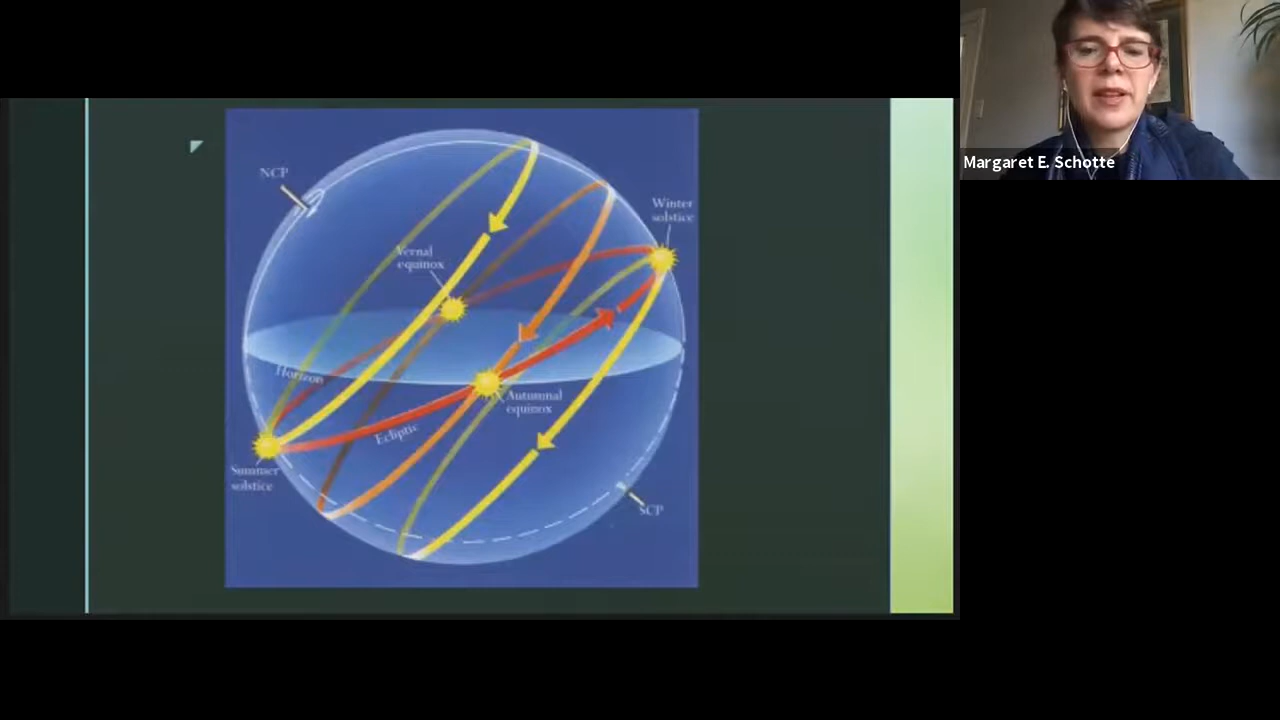 NCP
Vernal
equinox
Winter
solstice
Horizon
Autumnal
equinox
Ecliptic
Summer
solstice
SCP
Margaret E. Schotte